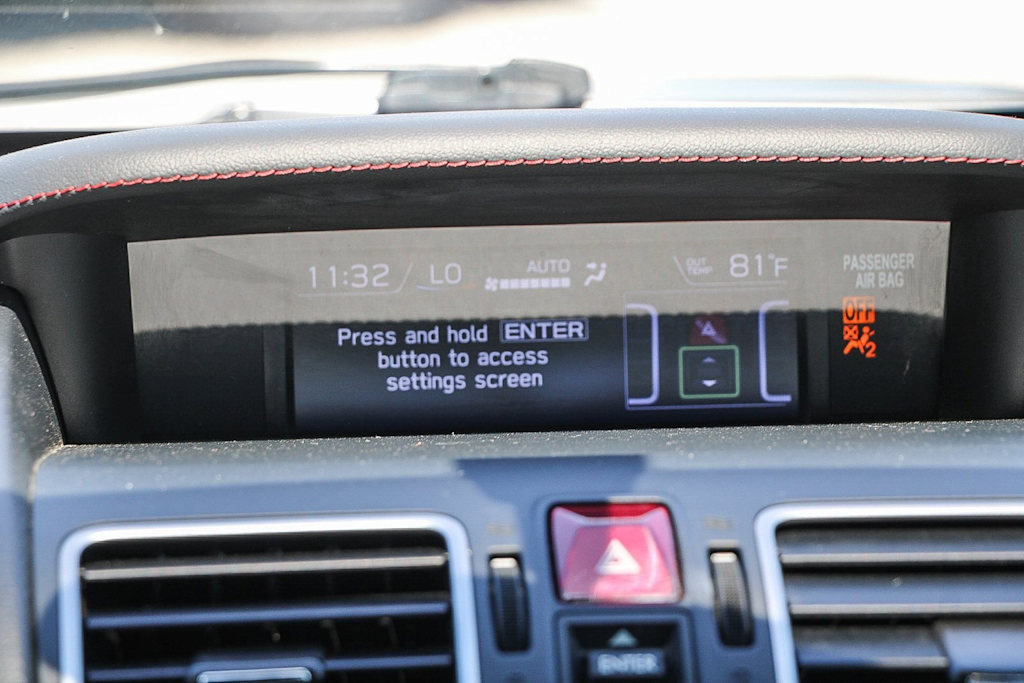 11:32
LO
AUTO
OUT
TEMP
81°F
PASSENGER
AIR BAG
OFF
2
Press and hold ENTER
button to access
settings screen
ENTER